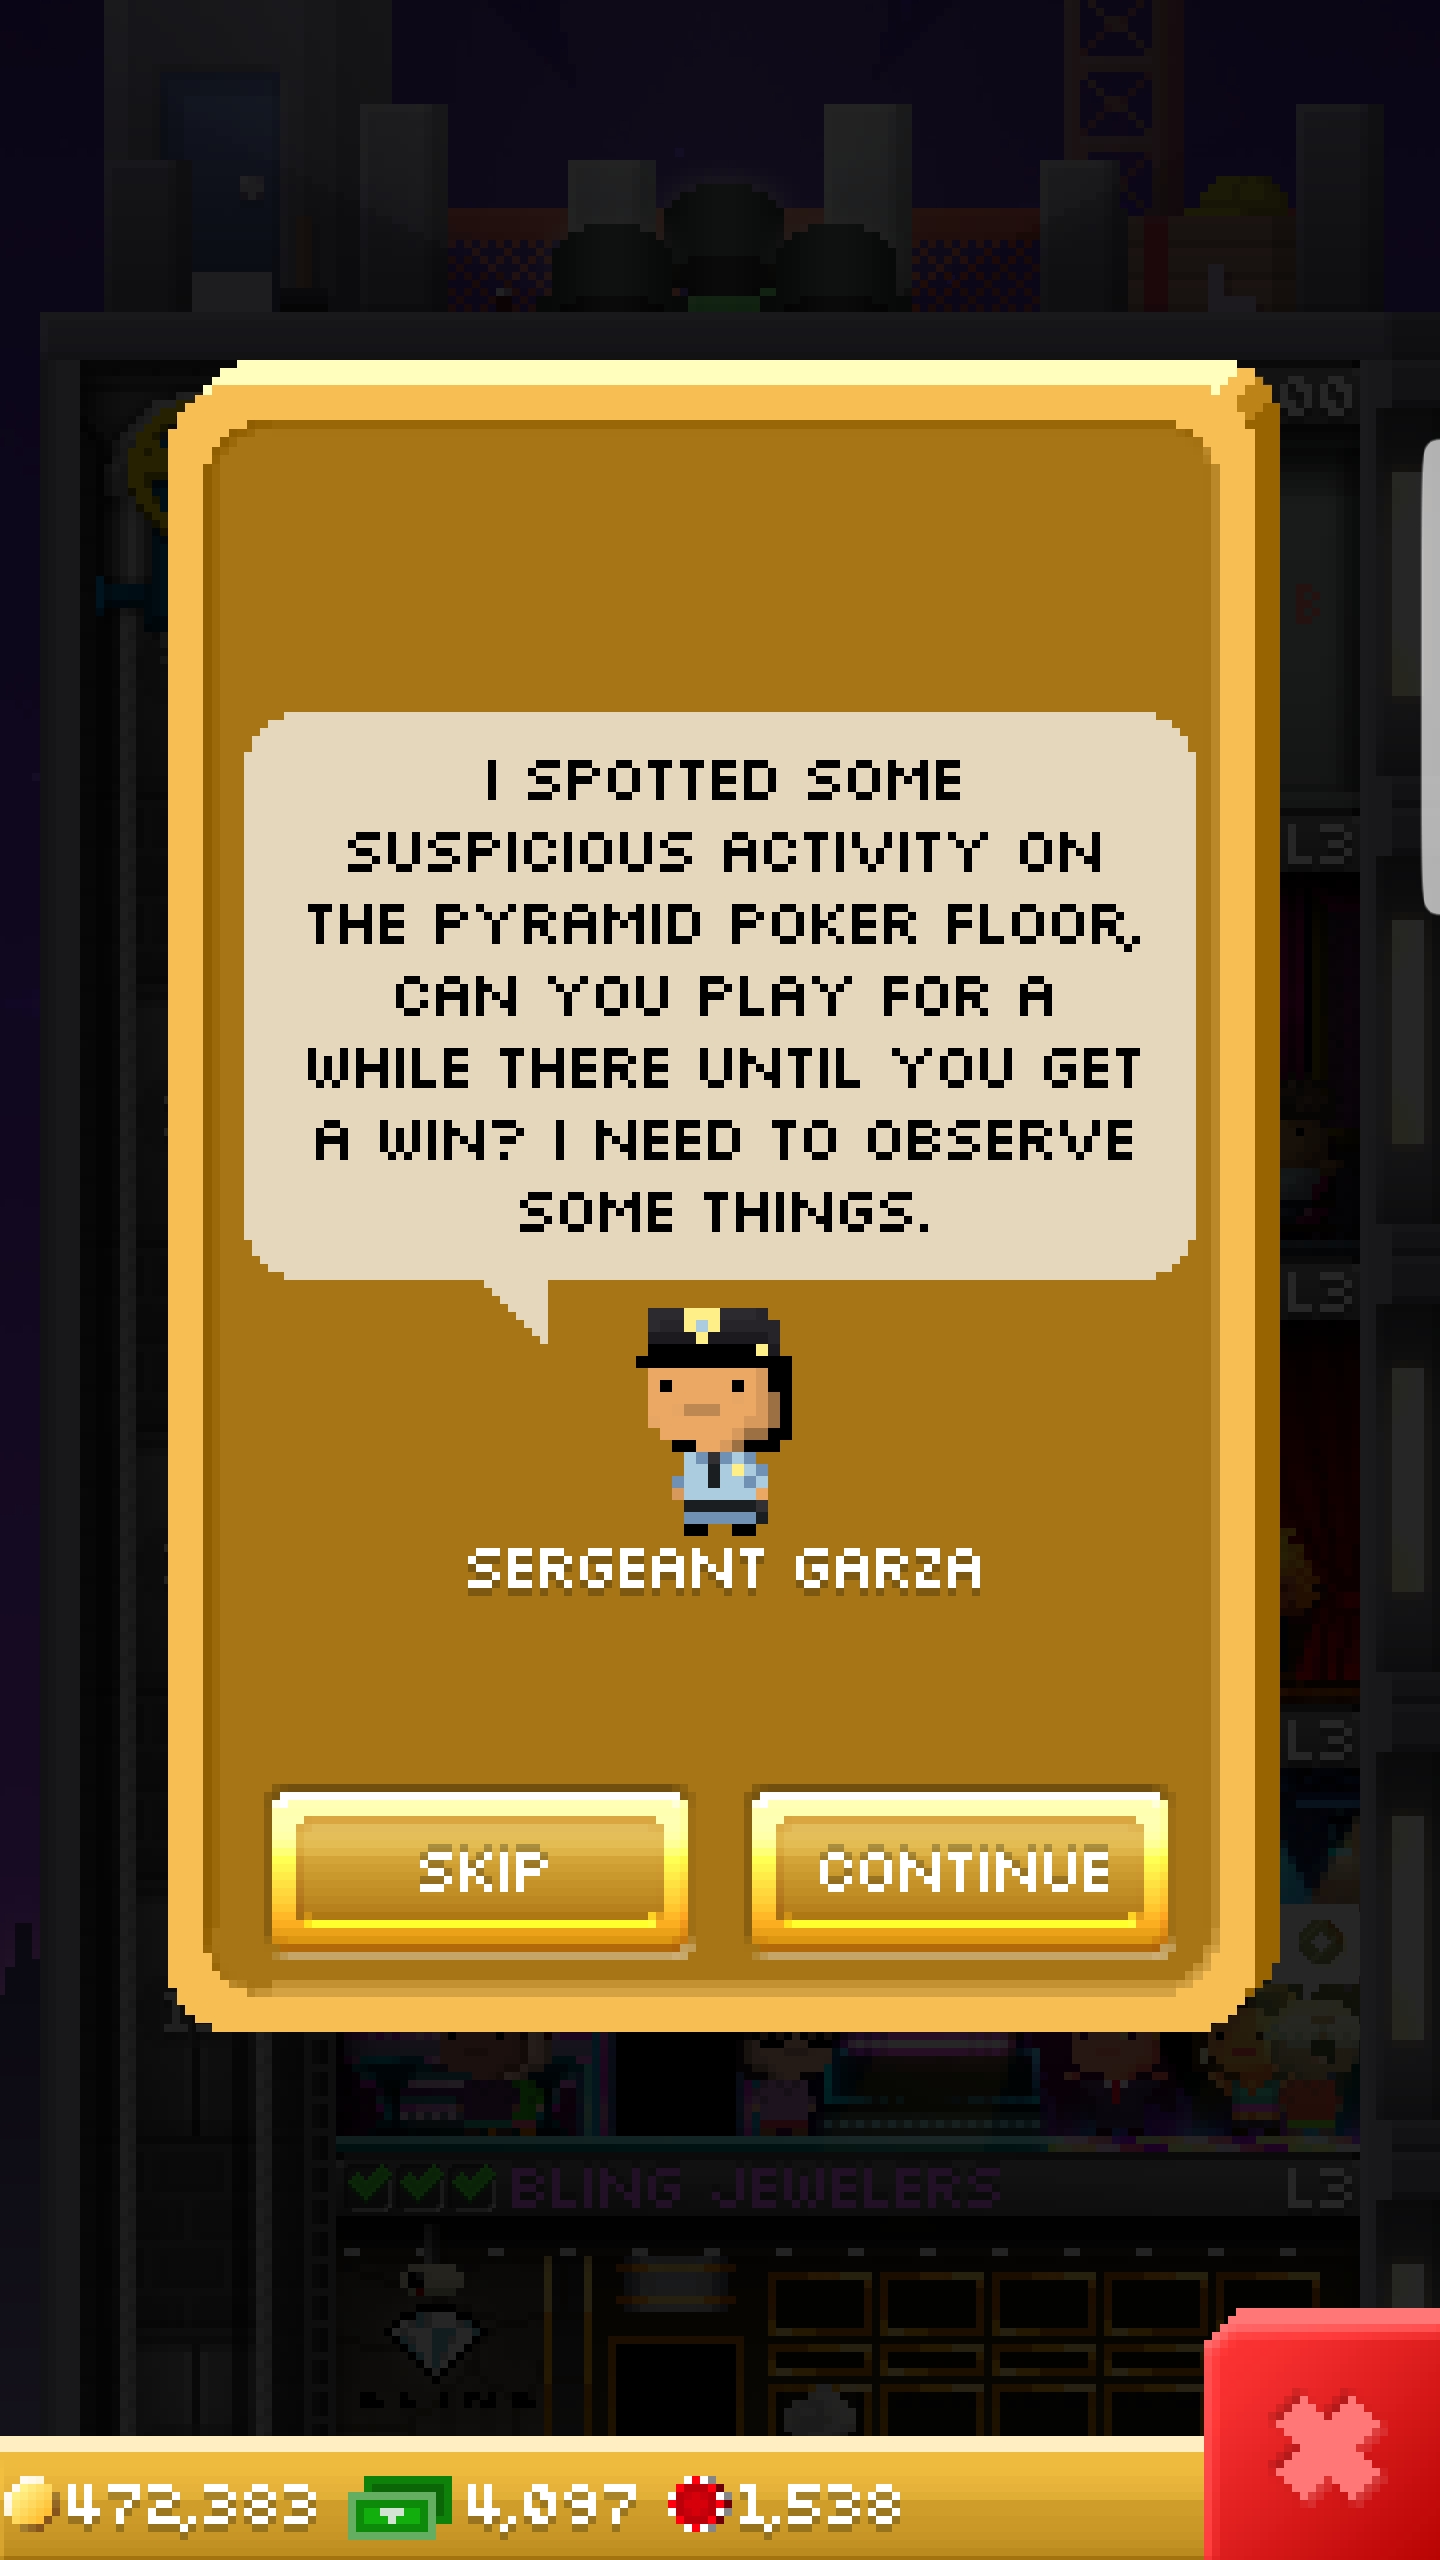 00
B
I SPOTTED SOME
SUSPICIOUS ACTIVITY ON
THE PYRAMID POKER FLOOR,
CAN YOU PLAY FOR A
WHILE THERE UNTIL YOU GET
A WIN? I NEED TO OBSERVE
SOME THINGS.
L3
L3
SERGEANT GARZA
L3
SKIP
CONTINUE
BLING JEWELERS
L3
BLING
472,383
4,097
1,538